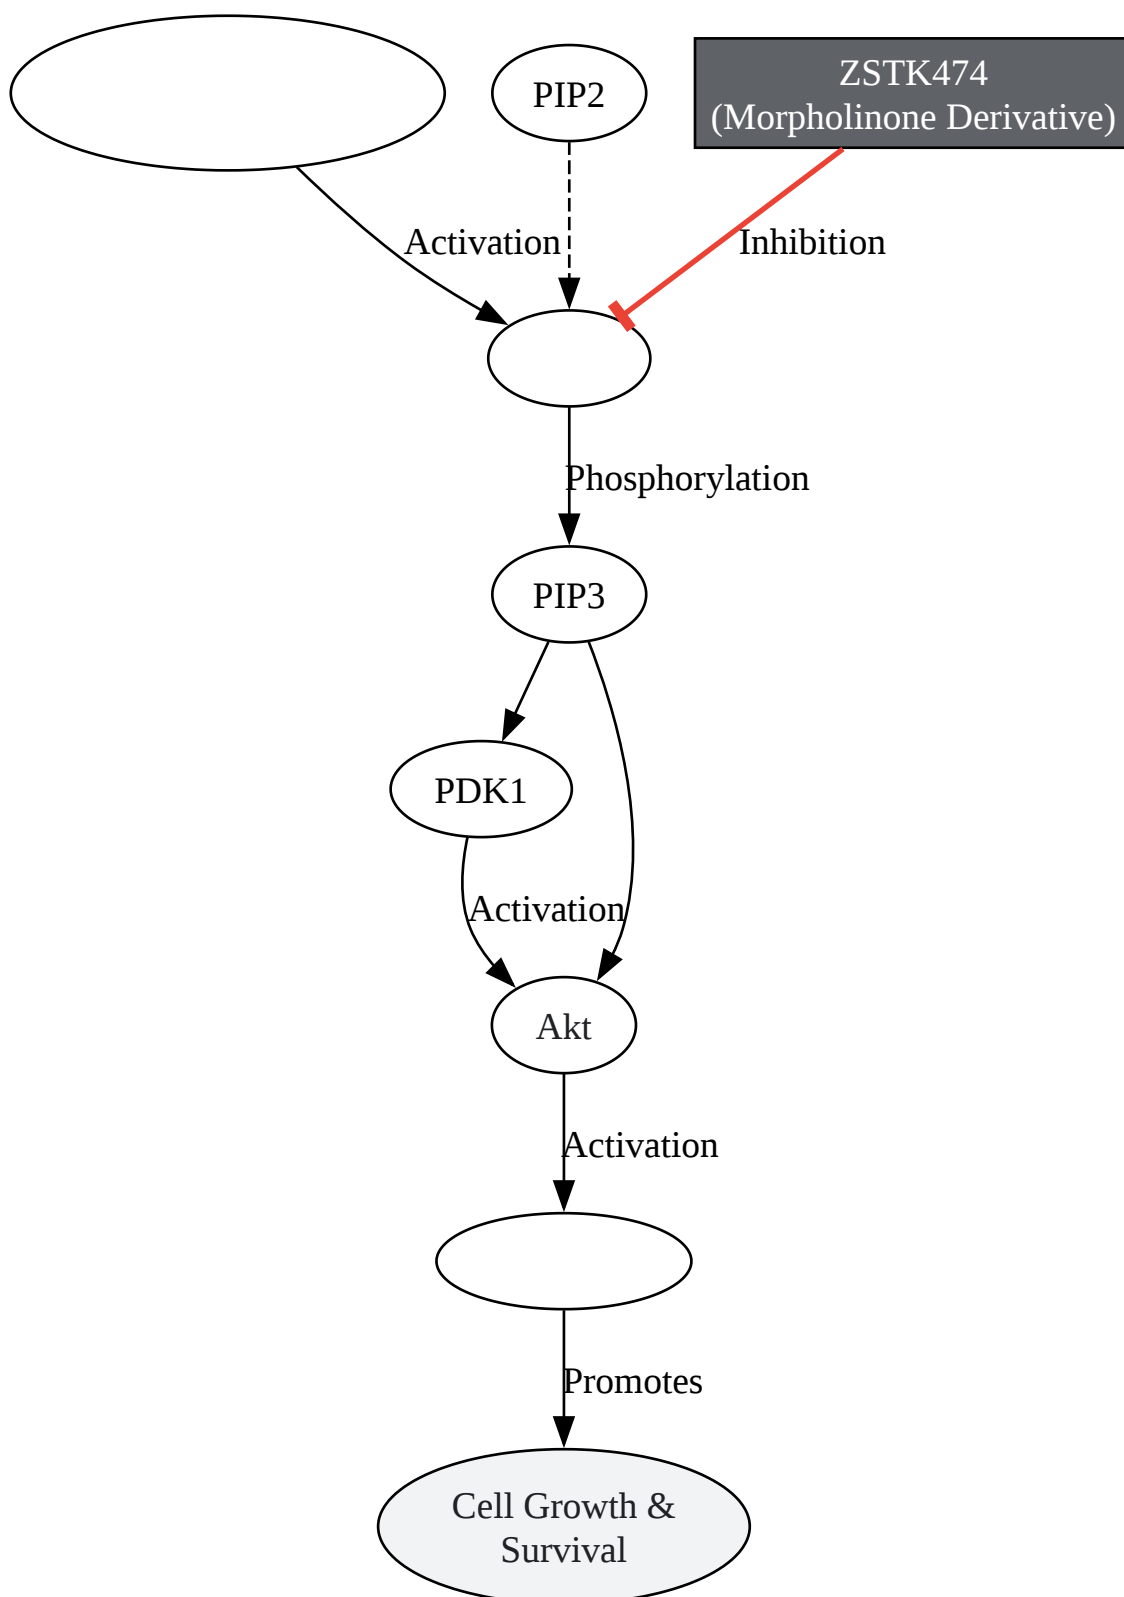 PIP2
ZSTK474
(Morpholinone Derivative)
Activation
Inhibition
Phosphorylation
PIP3
PDK1
Activation
Akt
Activation
Promotes
Cell Growth &
Survival